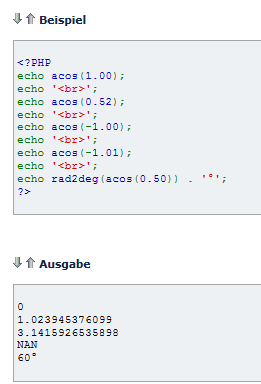 Beispiel
<?PHP
echo acos(1.00);
echo '<br>';
echo acos(0.52);
echo '<br>';
echo acos(-1.00);
echo '<br>';
echo acos(-1.01);
echo '<br>';
echo rad2deg(acos(0.50)) . '°';
?>
Ausgabe
0
1.023945376099
3.1415926535898
NAN
60°